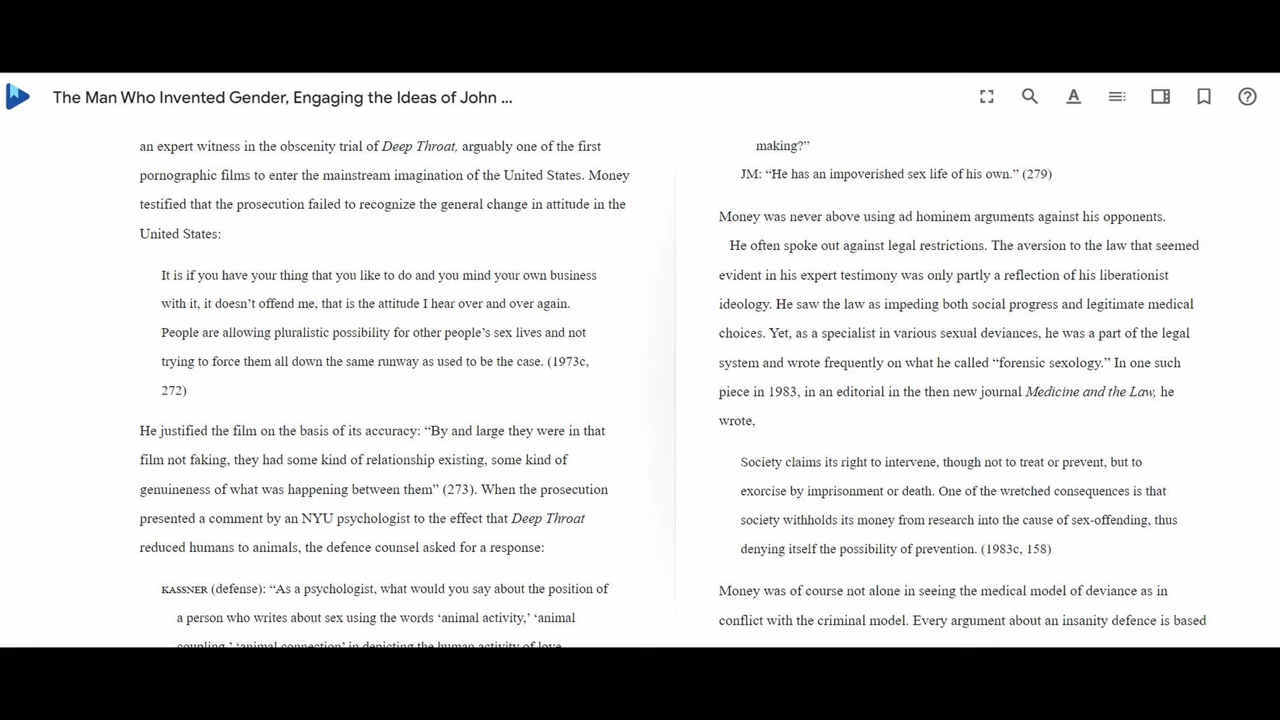 The Man Who Invented Gender, Engaging the Ideas of John ...
an expert witness in the obscenity trial of Deep Throat, arguably one of the first
pornographic films to enter the mainstream imagination of the United States. Money
testified that the prosecution failed to recognize the general change in attitude in the
United States:
It is if you have your thing that you like to do and you mind your own business
with it, it doesn’t offend me, that is the attitude I hear over and over again.
People are allowing pluralistic possibility for other people’s sex lives and not
trying to force them all down the same runway as used to be the case. (1973c,
272)
He justified the film on the basis of its accuracy: “By and large they were in that
film not faking, they had some kind of relationship existing, some kind of
genuineness of what was happening between them” (273). When the prosecution
presented a comment by an NYU psychologist to the effect that Deep Throat
reduced humans to animals, the defence counsel asked for a response:
KASSNER (defense): “As a psychologist, what would you say about the position of
a person who writes about sex using the words ‘animal activity,’ ‘animal
coupling,’ ‘animal connection’ in depicting the human activity of love
making?”
JM: “He has an impoverished sex life of his own.” (279)
Money was never above using ad hominem arguments against his opponents.
He often spoke out against legal restrictions. The aversion to the law that seemed
evident in his expert testimony was only partly a reflection of his liberationist
ideology. He saw the law as impeding both social progress and legitimate medical
choices. Yet, as a specialist in various sexual deviances, he was a part of the legal
system and wrote frequently on what he called “forensic sexology.” In one such
piece in 1983, in an editorial in the then new journal Medicine and the Law, he
wrote,
Society claims its right to intervene, though not to treat or prevent, but to
exorcise by imprisonment or death. One of the wretched consequences is that
society withholds its money from research into the cause of sex-offending, thus
denying itself the possibility of prevention. (1983c, 158)
Money was of course not alone in seeing the medical model of deviance as in
conflict with the criminal model. Every argument about an insanity defence is based